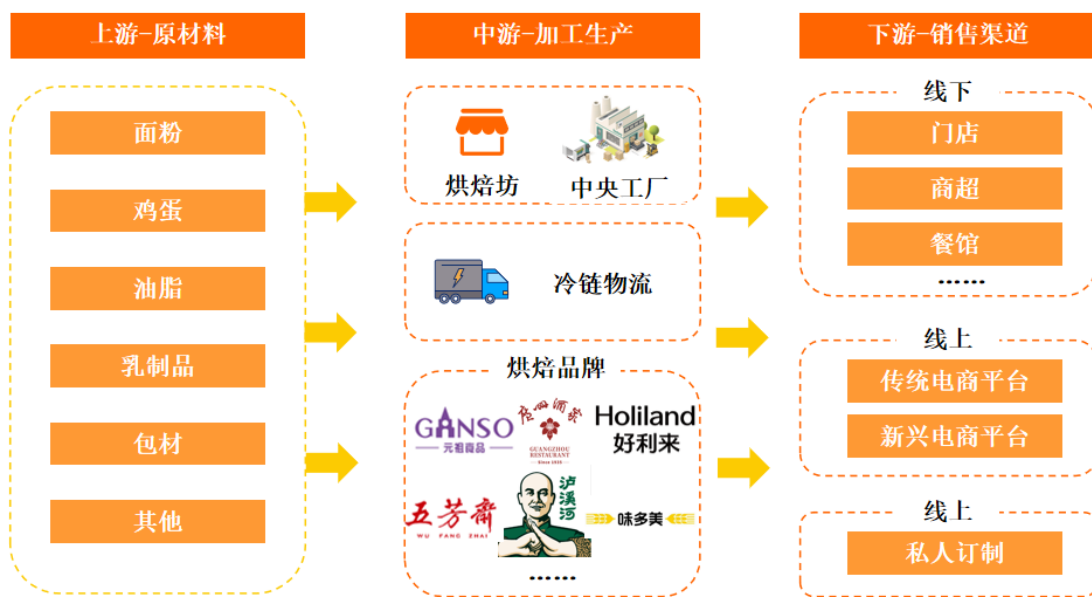 上游-原材料
面粉
鸡蛋
油脂
乳制品
包材
其他
中游-加工生产
烘焙坊
中央工厂
冷链物流
烘焙品牌
GANSO
元祖食品
广州酒家
GUANGZHOU
RESTAURANT
Since 1935
Holiland
好利来
五芳斋
WU FANG ZHAI
泸溪河
味多美
……
下游-销售渠道
线下
门店
商超
餐馆
……
线上
传统电商平台
新兴电商平台
线上
私人订制